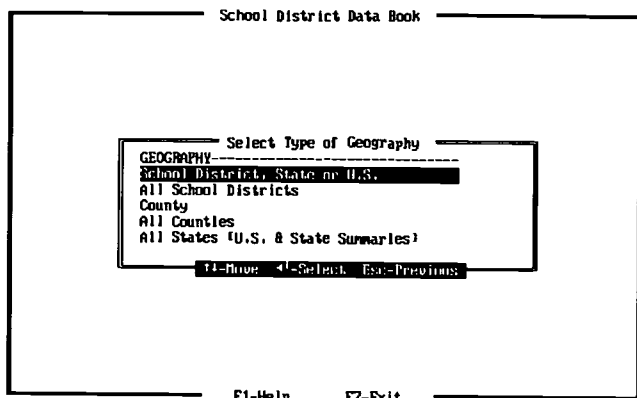 School District Data Book
Select Type of Geography
GEOGRAPHY------------------------------------
School District, State or U.S.
All School Districts
County
All Counties
All States [U.S. & State Summaries]
↑↓-Move ◄┘-Select Esc-Previous
F1-Help F7-Exit